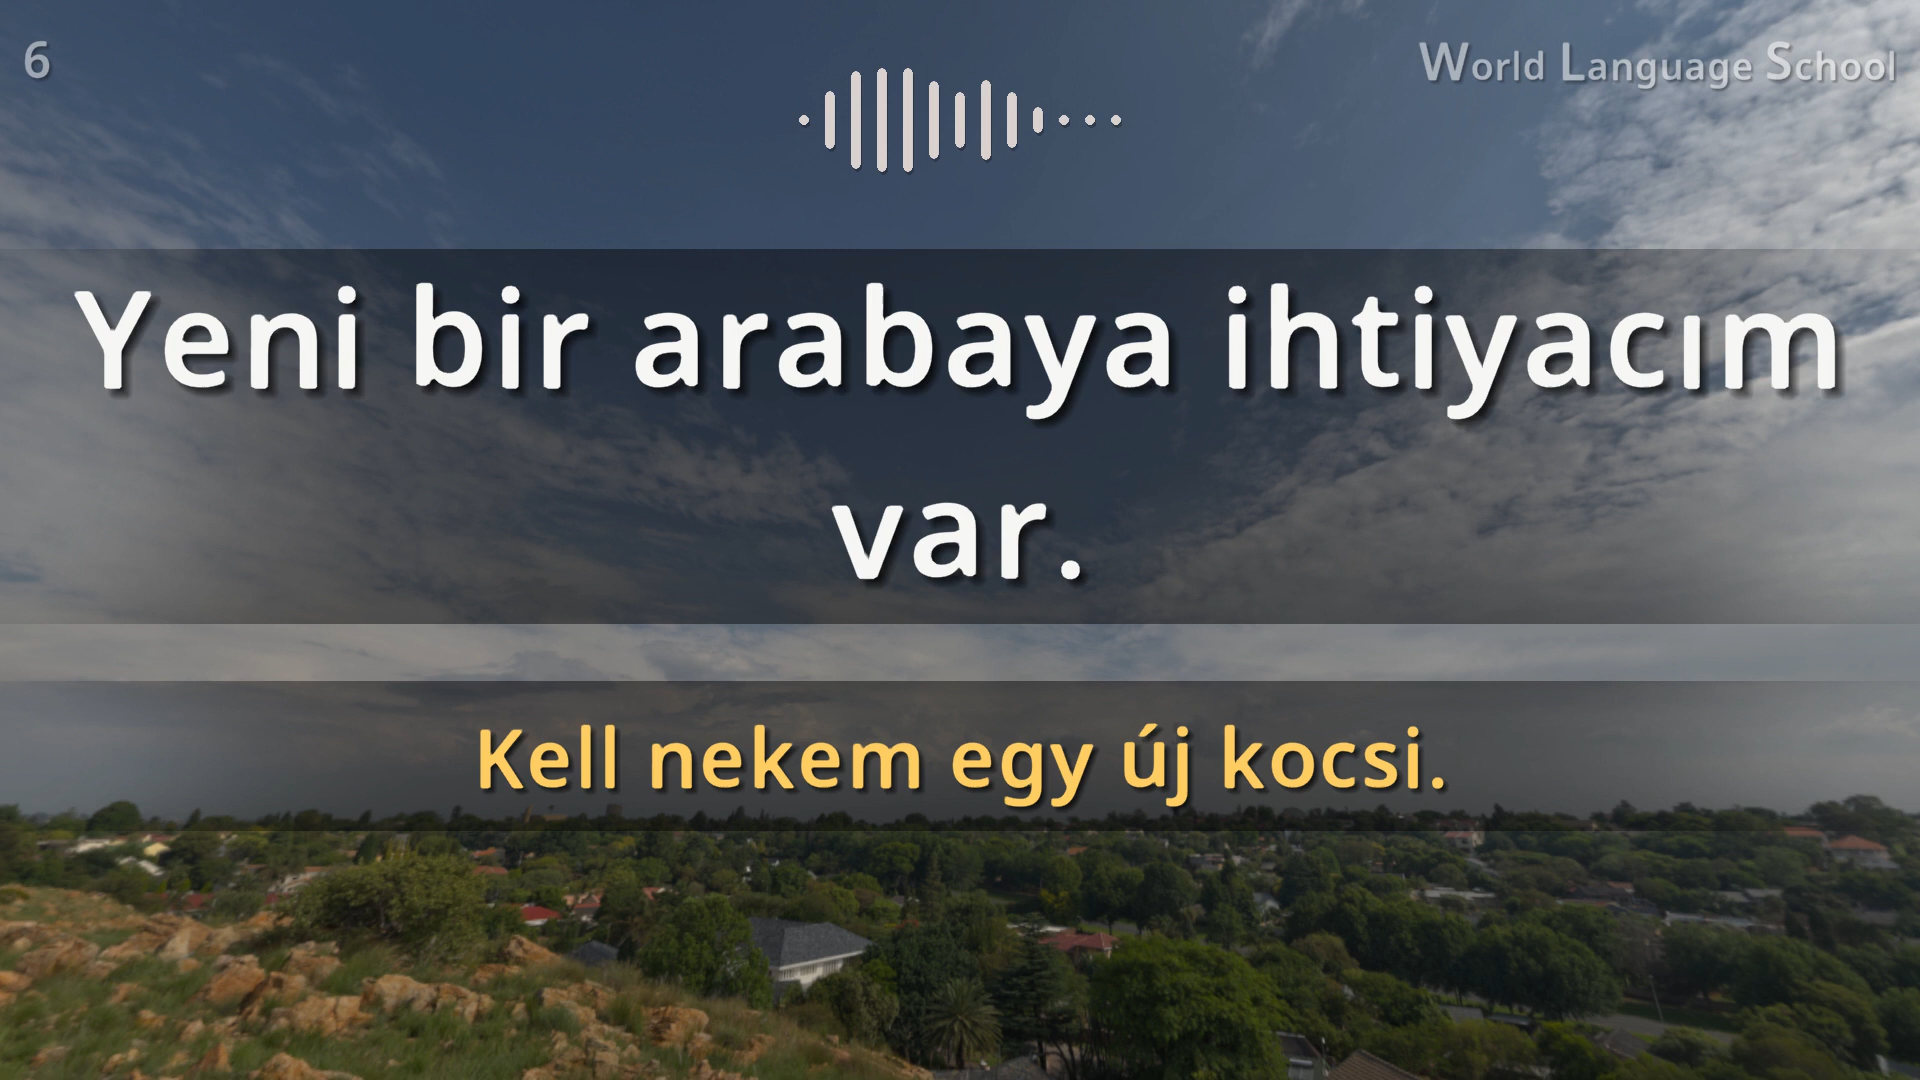 6
World Language School
Yeni bir arabaya ihtiyacım
var.
Kell nekem egy új kocsi.